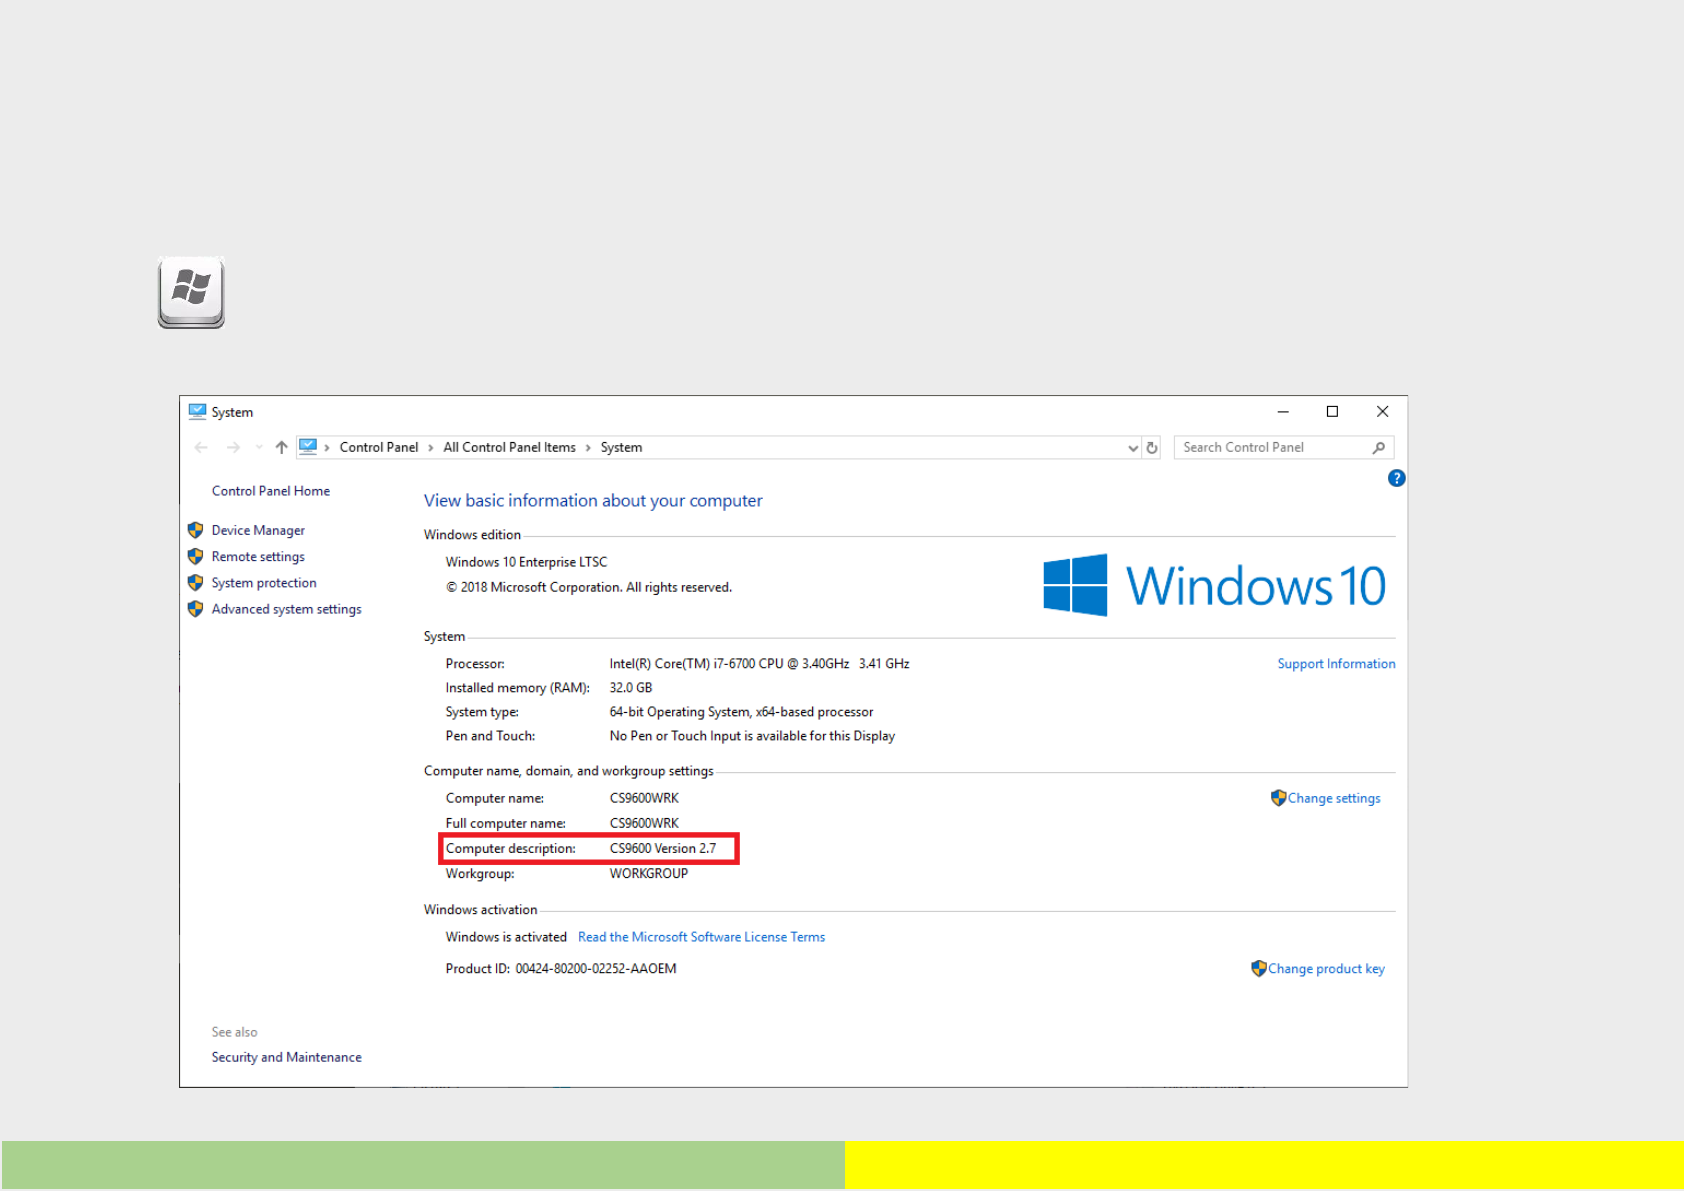 System
Control Panel › All Control Panel Items › System
Search Control Panel
?
Control Panel Home
Device Manager
Remote settings
System protection
Advanced system settings
View basic information about your computer
Windows edition
Windows 10 Enterprise LTSC
© 2018 Microsoft Corporation. All rights reserved.
Windows 10
System
Processor: Intel(R) Core(TM) i7-6700 CPU @ 3.40GHz 3.41 GHz
Support Information
Installed memory (RAM): 32.0 GB
System type: 64-bit Operating System, x64-based processor
Pen and Touch: No Pen or Touch Input is available for this Display
Computer name, domain, and workgroup settings
Computer name: CS9600WRK
Change settings
Full computer name: CS9600WRK
Computer description: CS9600 Version 2.7
Workgroup: WORKGROUP
Windows activation
Windows is activated Read the Microsoft Software License Terms
Product ID: 00424-80200-02252-AAOEM
Change product key
See also
Security and Maintenance